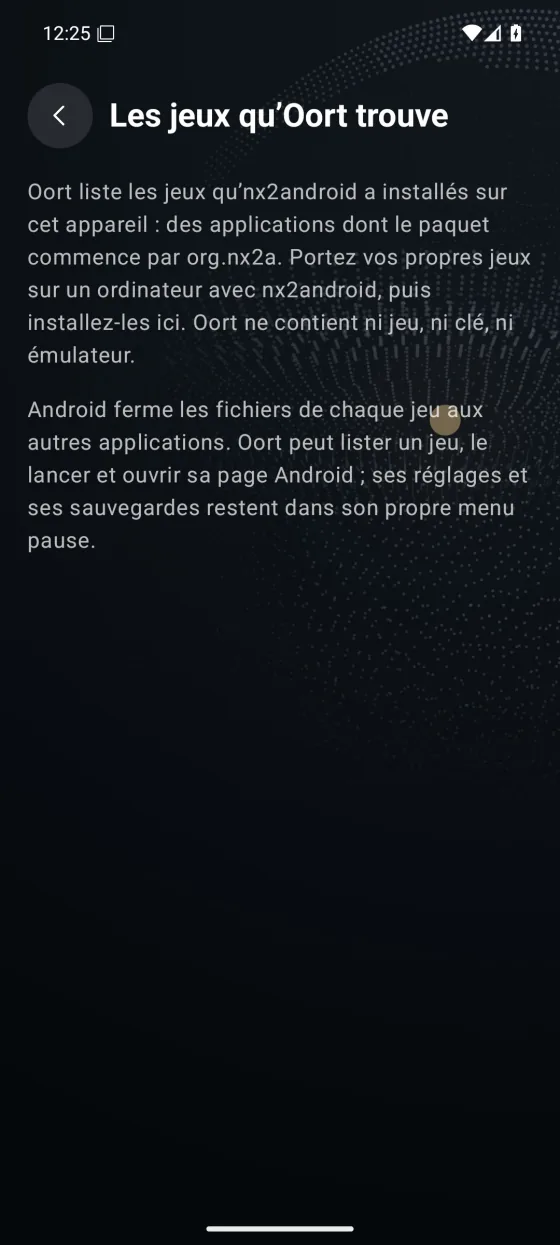 12:25
Les jeux qu’Oort trouve
Oort liste les jeux qu’nx2android a installés sur
cet appareil : des applications dont le paquet
commence par org.nx2a. Portez vos propres jeux
sur un ordinateur avec nx2android, puis
installez-les ici. Oort ne contient ni jeu, ni clé, ni
émulateur.
Android ferme les fichiers de chaque jeu aux
autres applications. Oort peut lister un jeu, le
lancer et ouvrir sa page Android ; ses réglages et
ses sauvegardes restent dans son propre menu
pause.